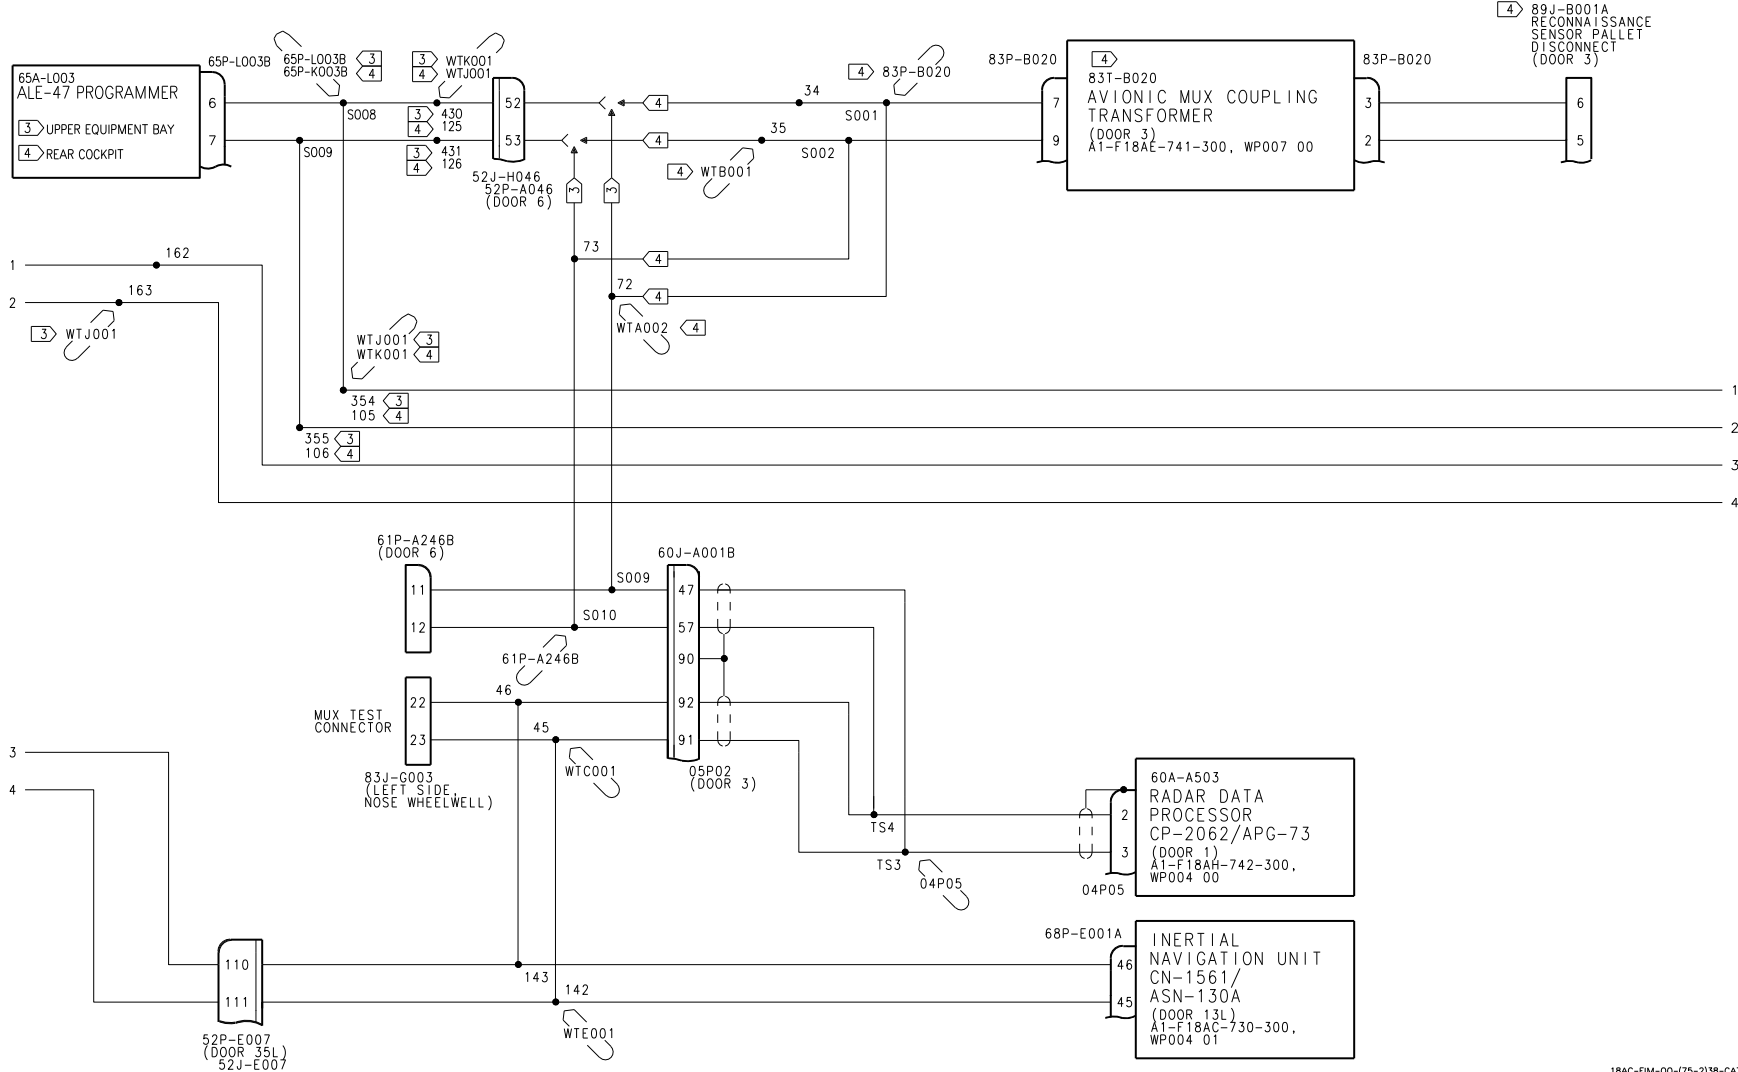 4 89J-B001A
RECONNAISSANCE
SENSOR PALLET
DISCONNECT
(DOOR 3)
65A-L003
ALE-47 PROGRAMMER
3 UPPER EQUIPMENT BAY
4 REAR COCKPIT
65P-L003B
6
7
65P-L003B 3
65P-K003B 4
S008
S009
3 WTK001
4 WTJ001
3 430
4 125
3 431
4 126
52
53
52J-H046
52P-A046
(DOOR 6)
3
3
4
4
34
35
4 83P-B020
S001
S002
4 WTB001
83P-B020
7
9
4
83T-B020
AVIONIC MUX COUPLING
TRANSFORMER
(DOOR 3)
A1-F18AE-741-300, WP007 00
83P-B020
3
2
6
5
73
4
72
4
WTA002 4
1
162
2
163
3 WTJ001
WTJ001 3
WTK001 4
354 3
105 4
355 3
106 4
1
2
3
4
61P-A246B
(DOOR 6)
11
12
S009
S010
61P-A246B
60J-A001B
47
57
90
92
91
05P02
(DOOR 3)
MUX TEST
CONNECTOR
22
23
83J-G003
(LEFT SIDE,
NOSE WHEELWELL)
46
45
WTC001
3
4
TS4
TS3
04P05
2
3
04P05
60A-A503
RADAR DATA
PROCESSOR
CP-2062/APG-73
(DOOR 1)
A1-F18AH-742-300,
WP004 00
110
111
52P-E007
(DOOR 35L)
52J-E007
143
142
WTE001
68P-E001A
46
45
INERTIAL
NAVIGATION UNIT
CN-1561/
ASN-130A
(DOOR 13L)
A1-F18AC-730-300,
WP004 01